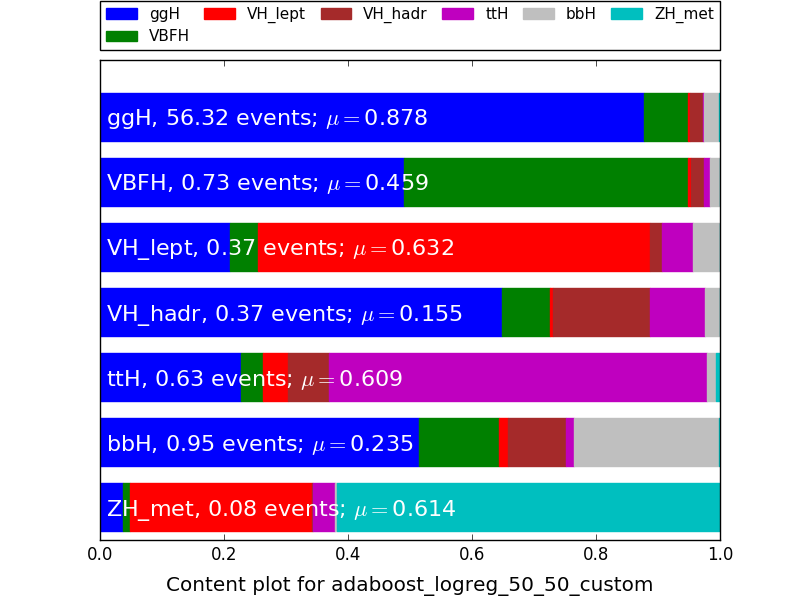 ggH VH_lept VH_hadr ttH bbH ZH_met
VBFH
ggH, 56.32 events; μ = 0.878
VBFH, 0.73 events; μ = 0.459
VH_lept, 0.37 events; μ = 0.632
VH_hadr, 0.37 events; μ = 0.155
ttH, 0.63 events; μ = 0.609
bbH, 0.95 events; μ = 0.235
ZH_met, 0.08 events; μ = 0.614
0.0 0.2 0.4 0.6 0.8 1.0
Content plot for adaboost_logreg_50_50_custom